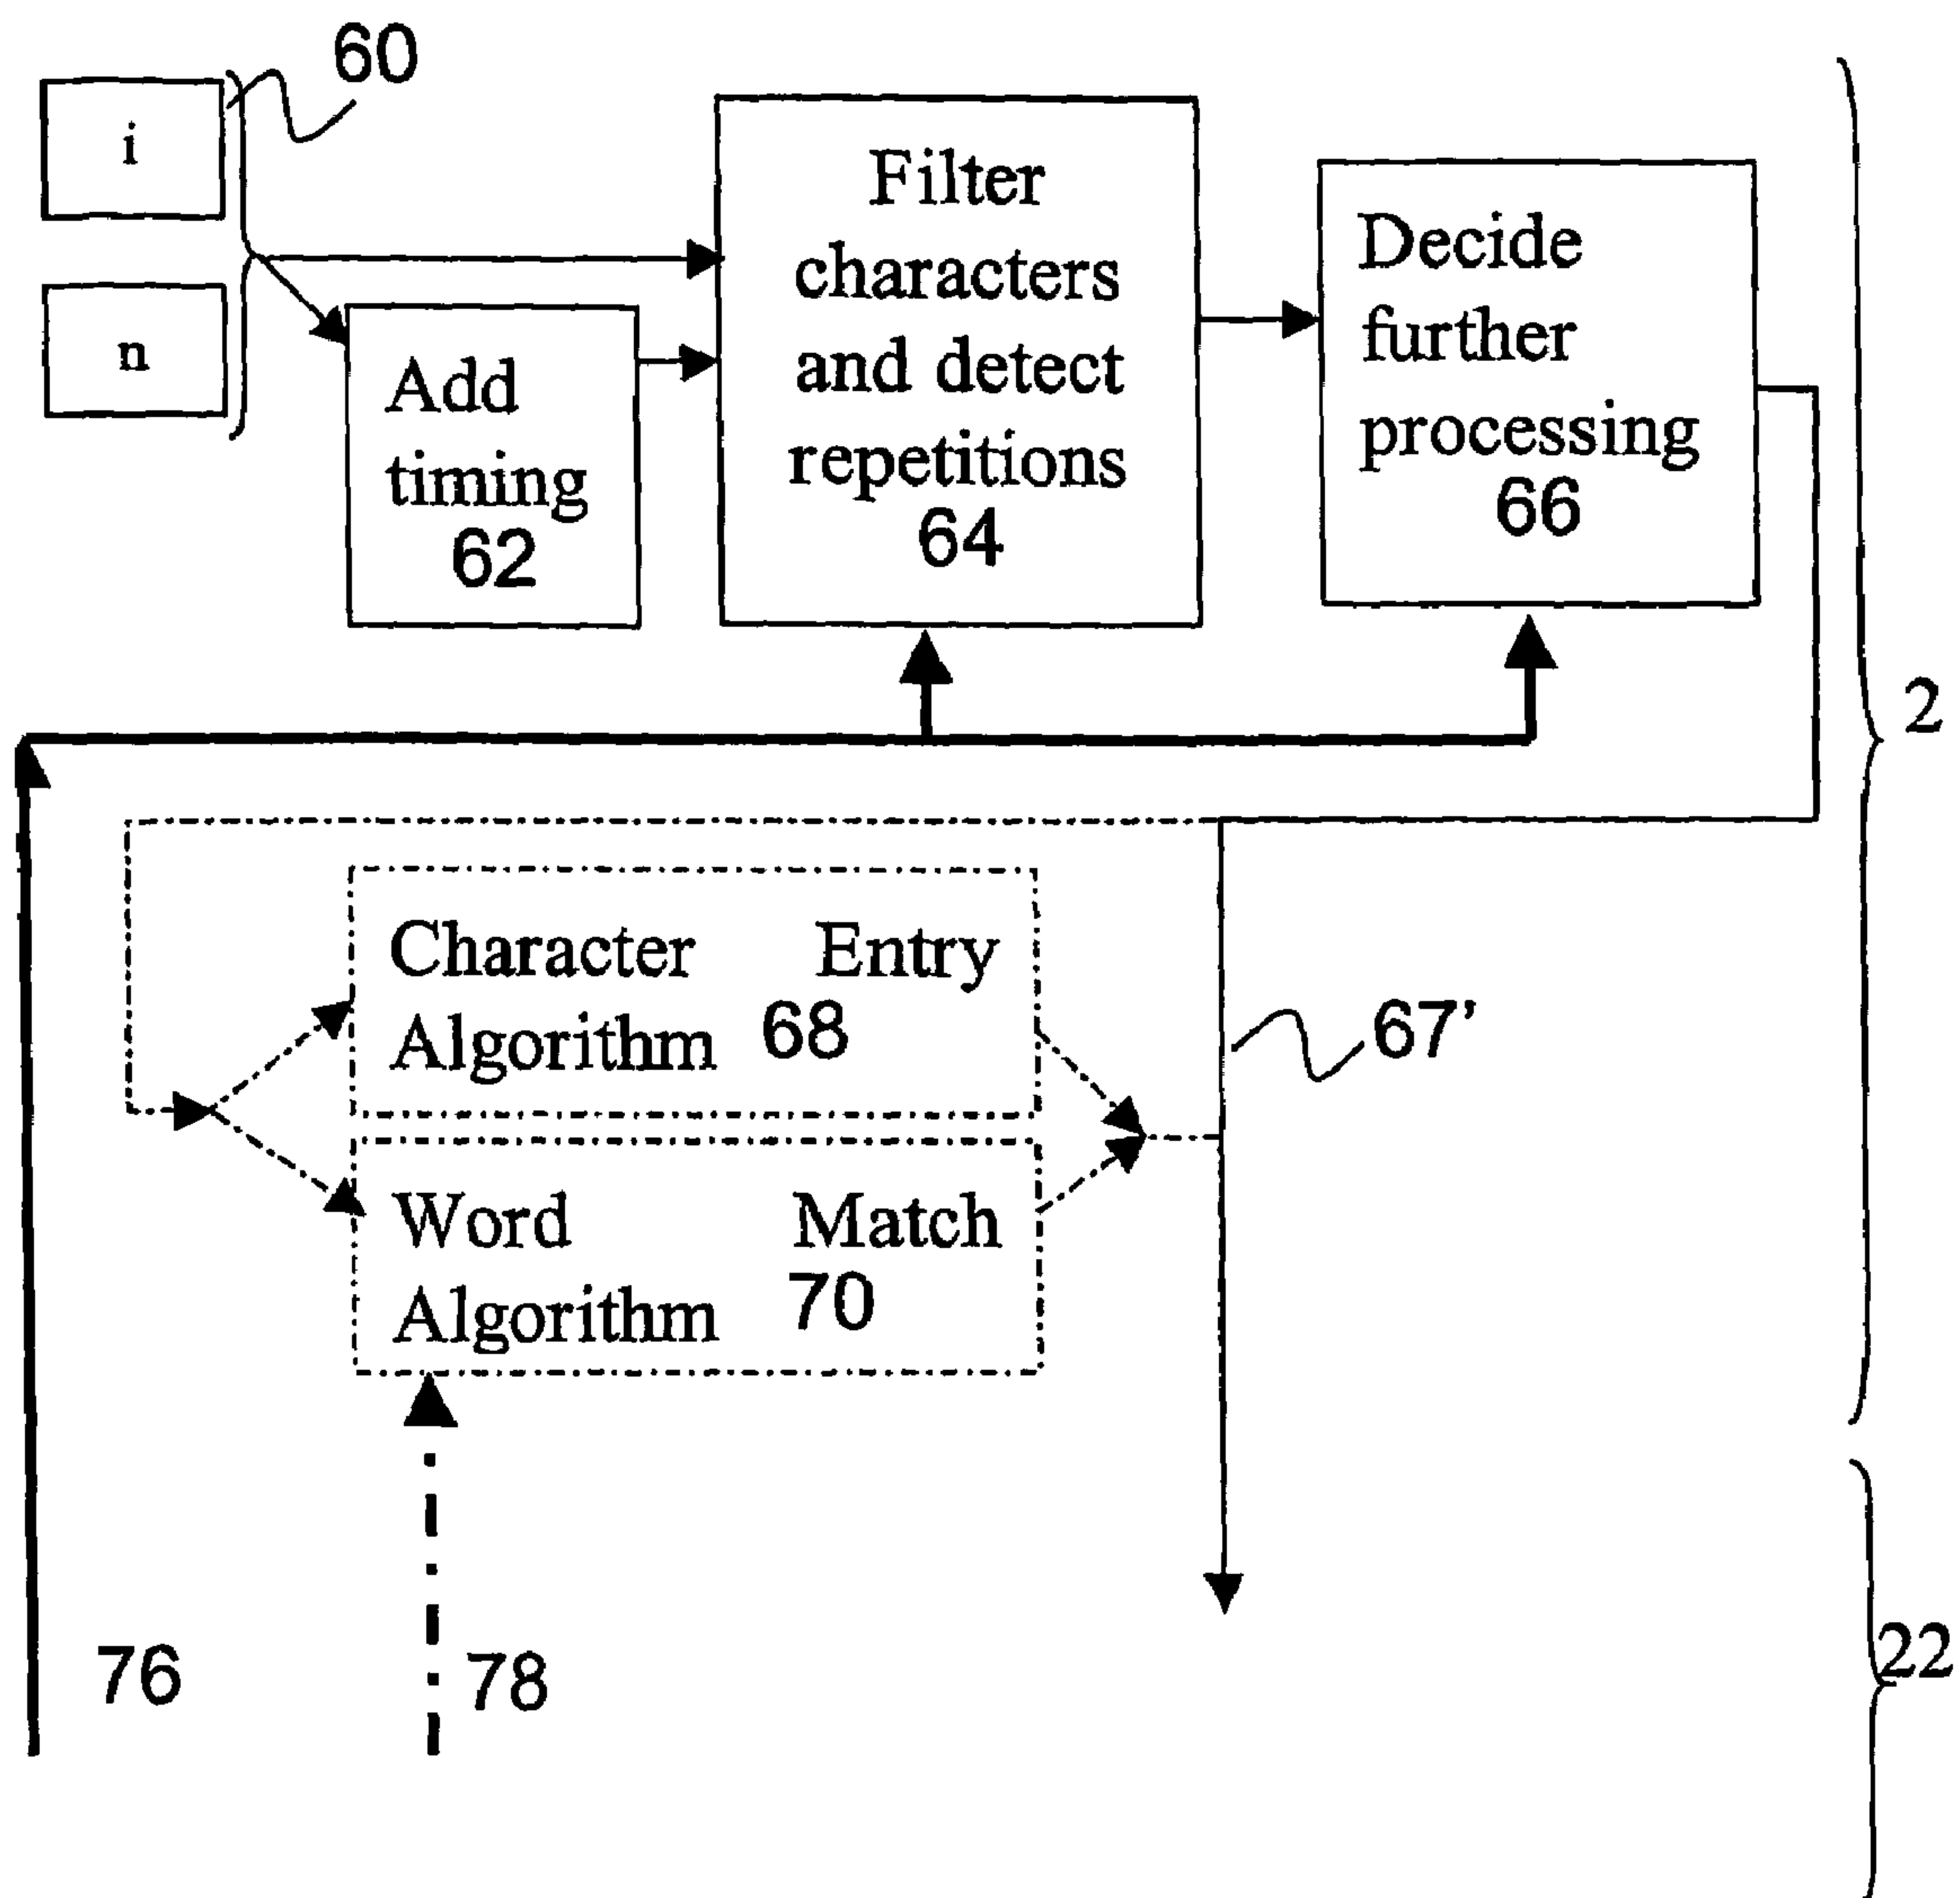 60
i
n
Add
timing
62
Filter
characters
and detect
repetitions
64
Decide
further
processing
66
2
Character Entry
Algorithm 68
67’
Word Match
Algorithm 70
76
78
22